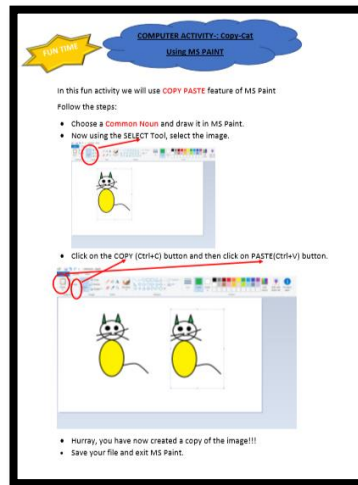 FUN TIME
COMPUTER ACTIVITY-: Copy-Cat
Using MS PAINT
In this fun activity we will use COPY PASTE feature of MS Paint
Follow the steps:
• Choose a Common Noun and draw it in MS Paint.
• Now using the SELECT Tool, select the image.
• Click on the COPY (Ctrl+C) button and then click on PASTE(Ctrl+V) button.
• Hurray, you have now created a copy of the image!!!
• Save your file and exit MS Paint.